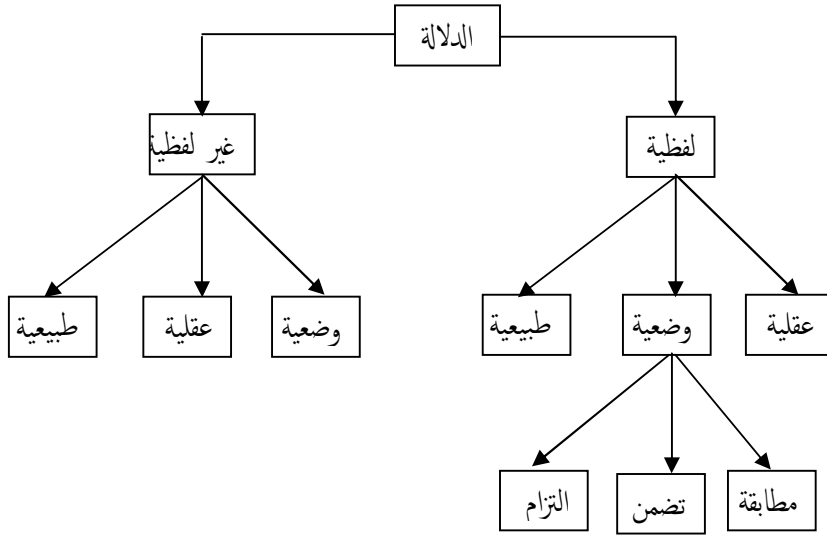 الدلالة
لفظية
غير لفظية
عقلية
وضعية
طبيعية
وضعية
عقلية
طبيعية
مطابقة
تضمن
التزام